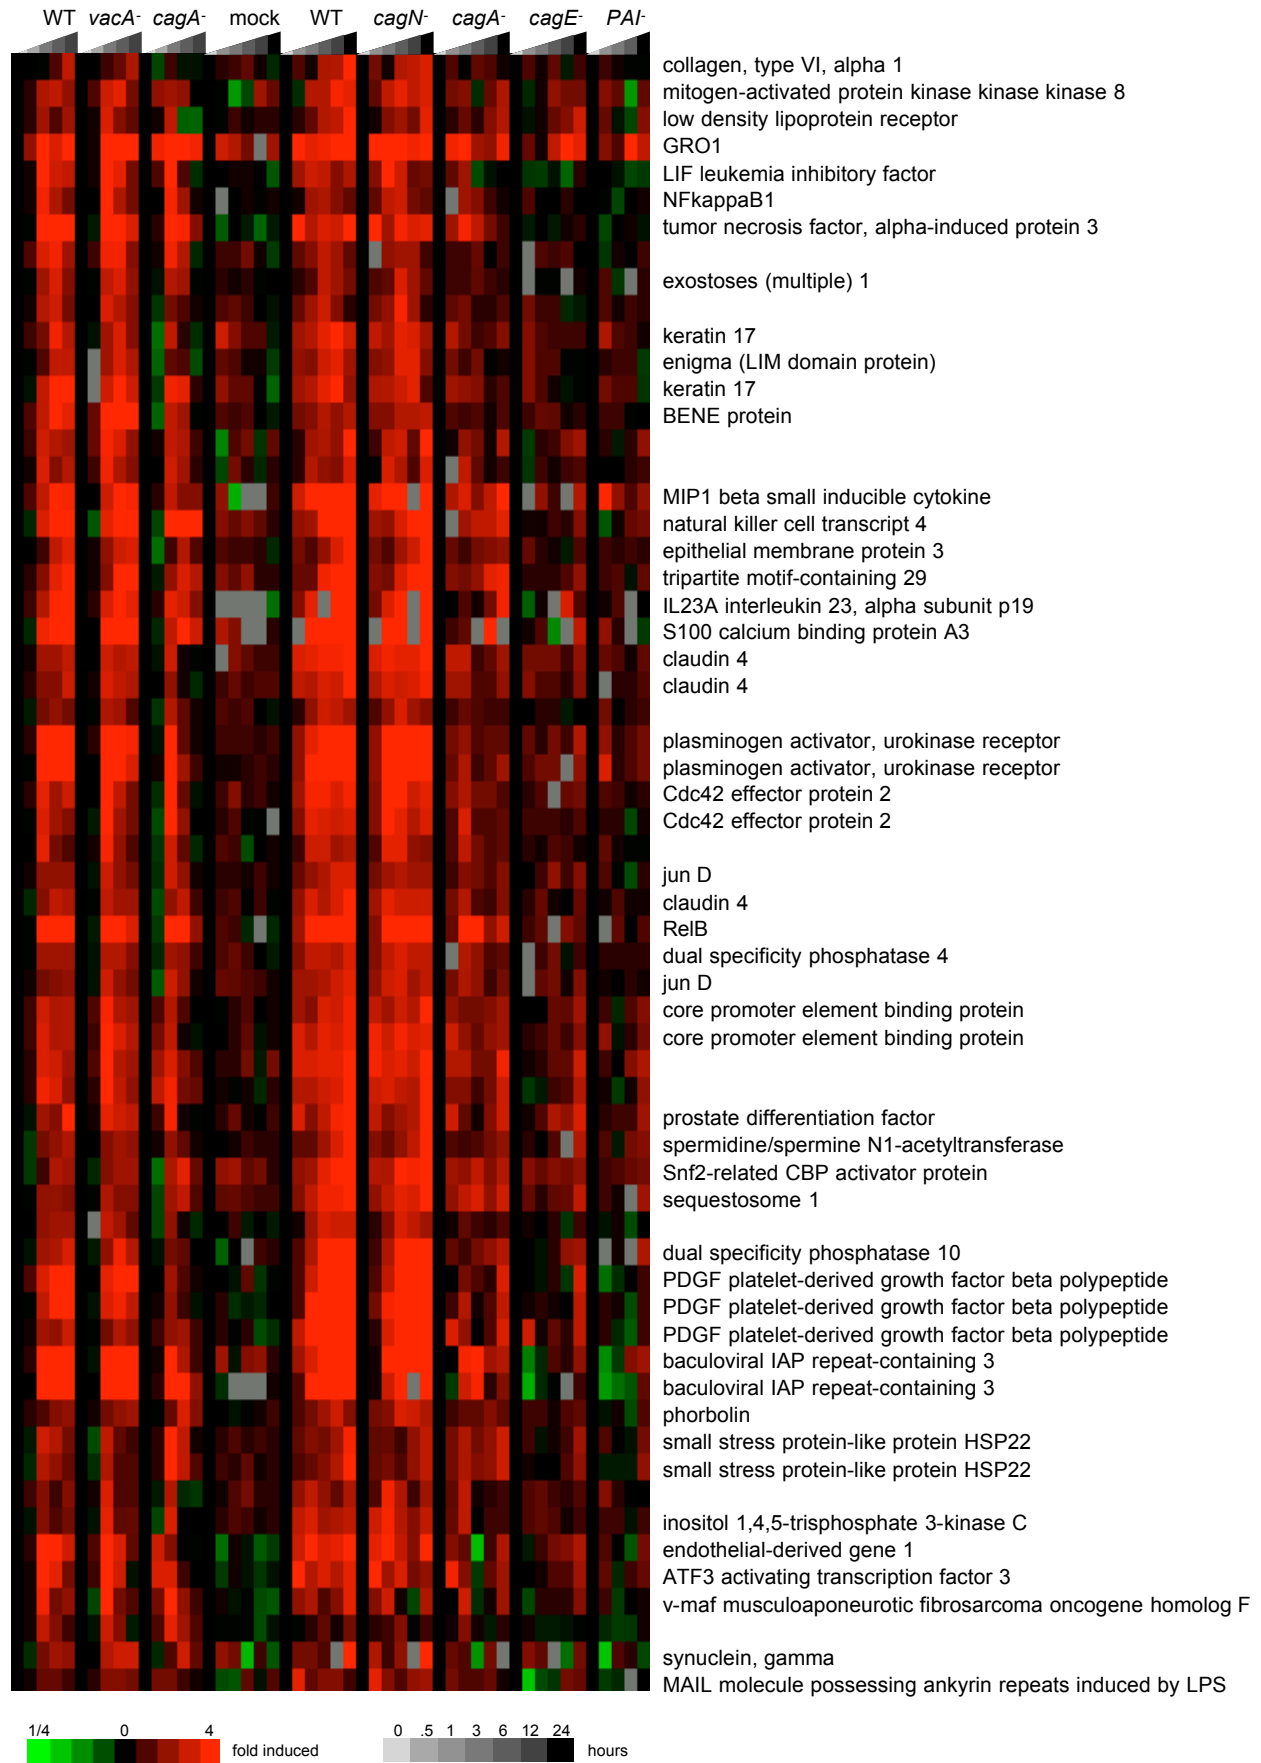 WT vacA- cagA- mock WT cagN- cagA- cagE- PAI-
collagen, type VI, alpha 1
mitogen-activated protein kinase kinase kinase 8
low density lipoprotein receptor
GRO1
LIF leukemia inhibitory factor
NFkappaB1
tumor necrosis factor, alpha-induced protein 3
exostoses (multiple) 1
keratin 17
enigma (LIM domain protein)
keratin 17
BENE protein
MIP1 beta small inducible cytokine
natural killer cell transcript 4
epithelial membrane protein 3
tripartite motif-containing 29
IL23A interleukin 23, alpha subunit p19
S100 calcium binding protein A3
claudin 4
claudin 4
plasminogen activator, urokinase receptor
plasminogen activator, urokinase receptor
Cdc42 effector protein 2
Cdc42 effector protein 2
jun D
claudin 4
RelB
dual specificity phosphatase 4
jun D
core promoter element binding protein
core promoter element binding protein
prostate differentiation factor
spermidine/spermine N1-acetyltransferase
Snf2-related CBP activator protein
sequestosome 1
dual specificity phosphatase 10
PDGF platelet-derived growth factor beta polypeptide
PDGF platelet-derived growth factor beta polypeptide
PDGF platelet-derived growth factor beta polypeptide
baculoviral IAP repeat-containing 3
baculoviral IAP repeat-containing 3
phorbolin
small stress protein-like protein HSP22
small stress protein-like protein HSP22
inositol 1,4,5-trisphosphate 3-kinase C
endothelial-derived gene 1
ATF3 activating transcription factor 3
v-maf musculoaponeurotic fibrosarcoma oncogene homolog F
synuclein, gamma
MAIL molecule possessing ankyrin repeats induced by LPS
1/4 0 4 fold induced
0 .5 1 3 6 12 24 hours